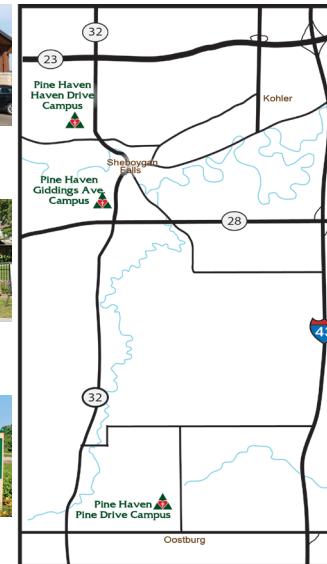 32
23
Pine Haven
Haven Drive
Campus
Kohler
Sheboygan
Falls
Pine Haven
Giddings Ave.
Campus
28
43
32
Pine Haven
Pine Drive Campus
Oostburg